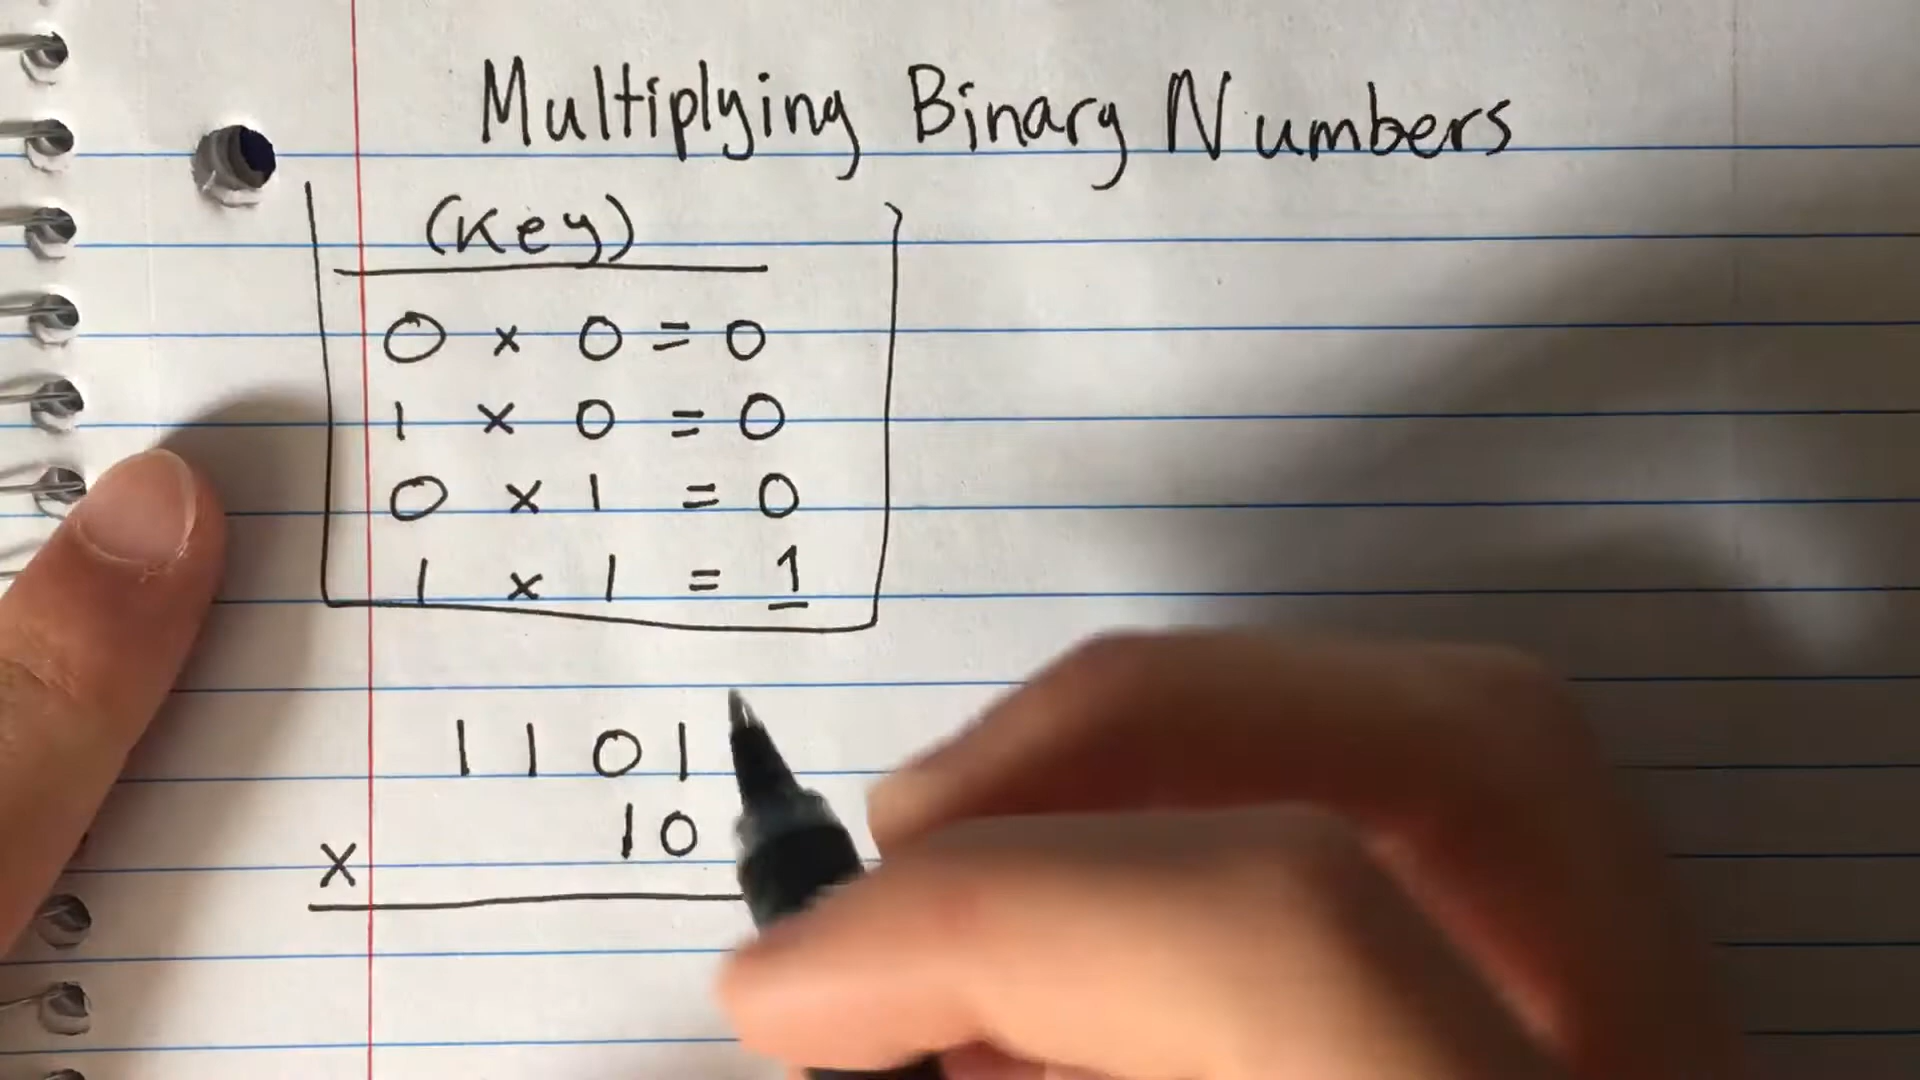 Multiplying Binary Numbers
(Key)
0 x 0 = 0
1 x 0 = 0
0 x 1 = 0
1 x 1 = 1
1101
10
x